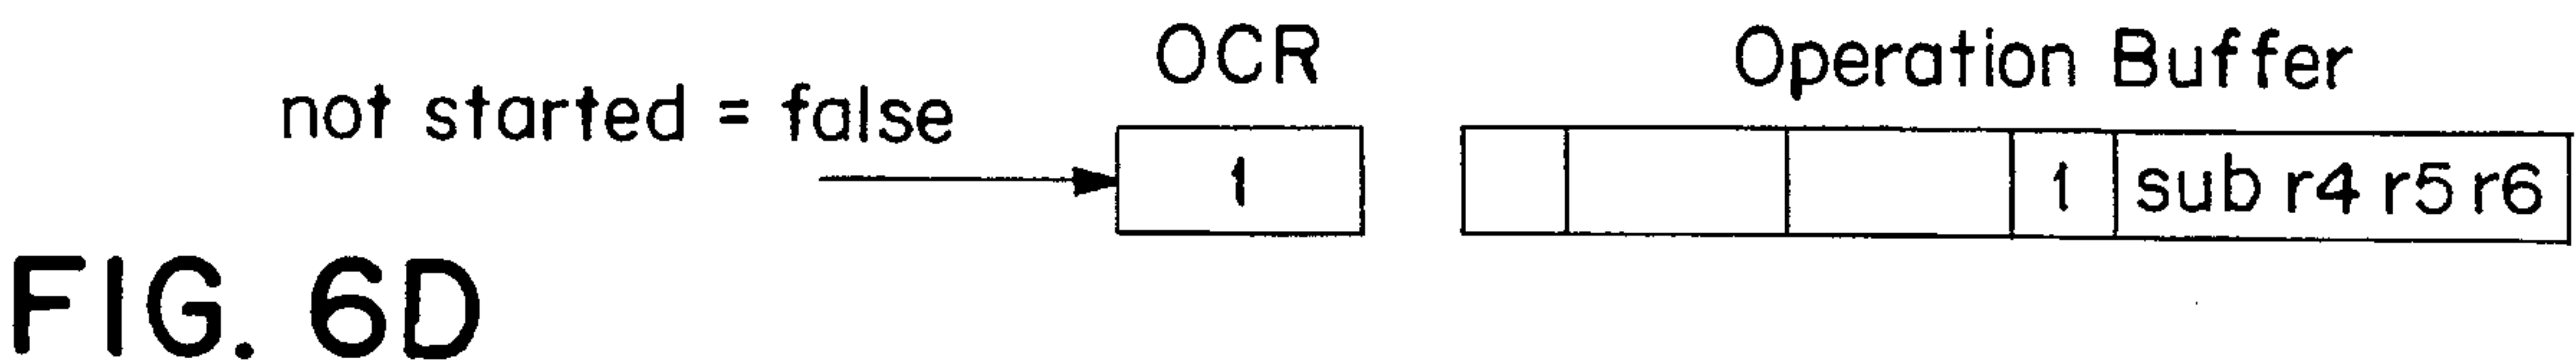 OCR
Operation Buffer
not started = false
1
1
sub r4 r5 r6
FIG. 6D